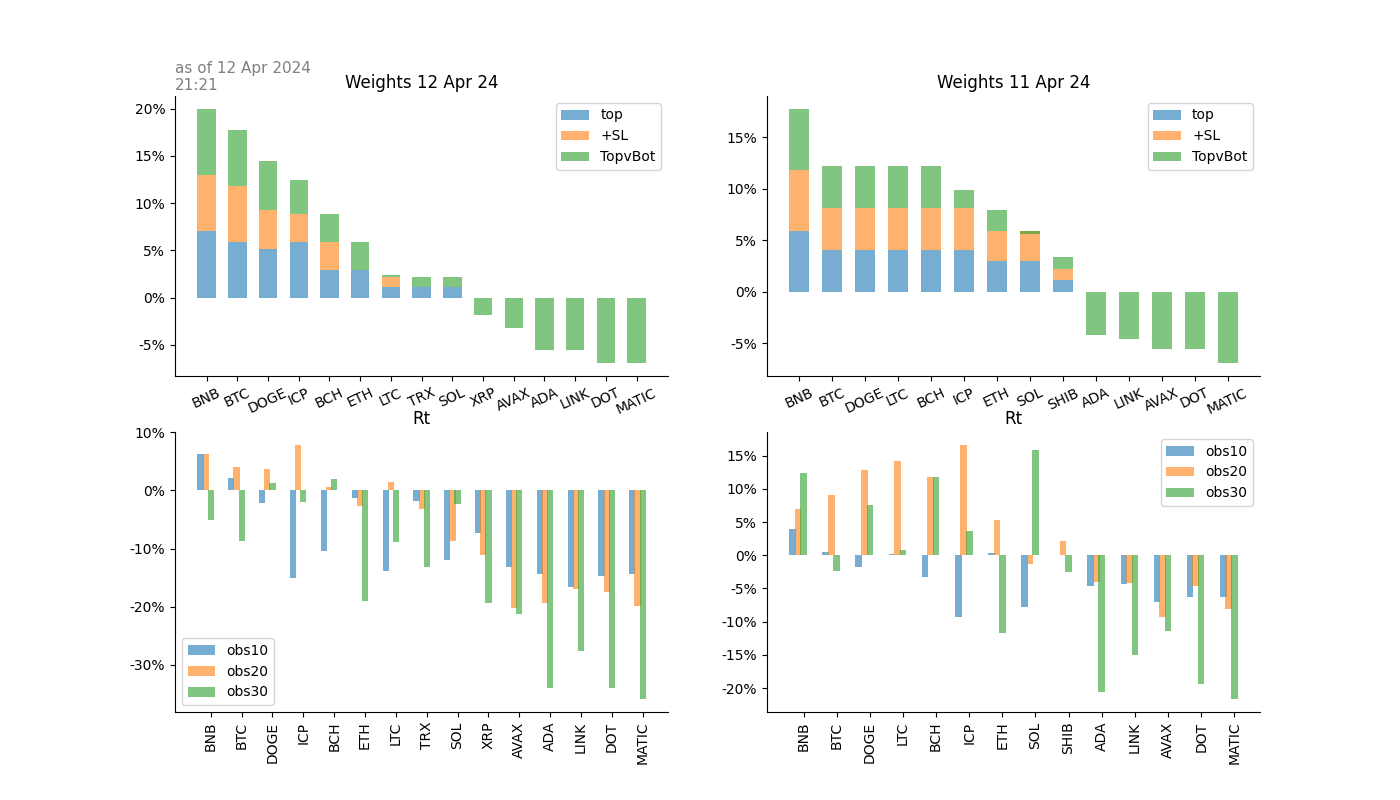 as of 12 Apr 2024
21:21
Weights 12 Apr 24
20%
15%
10%
5%
0%
-5%
top
+SL
TopvBot
BNB BTC DOGE ICP BCH ETH LTC TRX SOL XRP AVAX ADA LINK DOT MATIC
Weights 11 Apr 24
15%
10%
5%
0%
-5%
top
+SL
TopvBot
BNB BTC DOGE LTC BCH ICP ETH SOL SHIB ADA LINK AVAX DOT MATIC
Rt
10%
0%
-10%
-20%
-30%
obs10
obs20
obs30
BNB BTC DOGE ICP BCH ETH LTC TRX SOL XRP AVAX ADA LINK DOT MATIC
Rt
15%
10%
5%
0%
-5%
-10%
-15%
-20%
obs10
obs20
obs30
BNB BTC DOGE LTC BCH ICP ETH SOL SHIB ADA LINK AVAX DOT MATIC